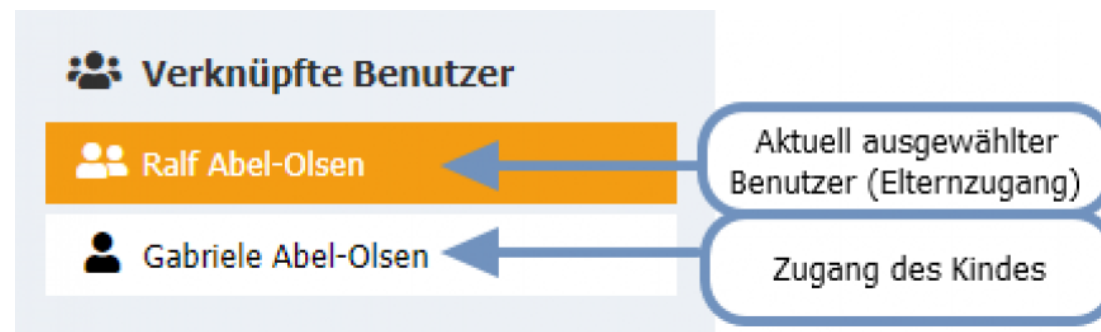 Verknüpfte Benutzer
Ralf Abel-Olsen
Aktuell ausgewählter
Benutzer (Elternzugang)
Gabriele Abel-Olsen
Zugang des Kindes